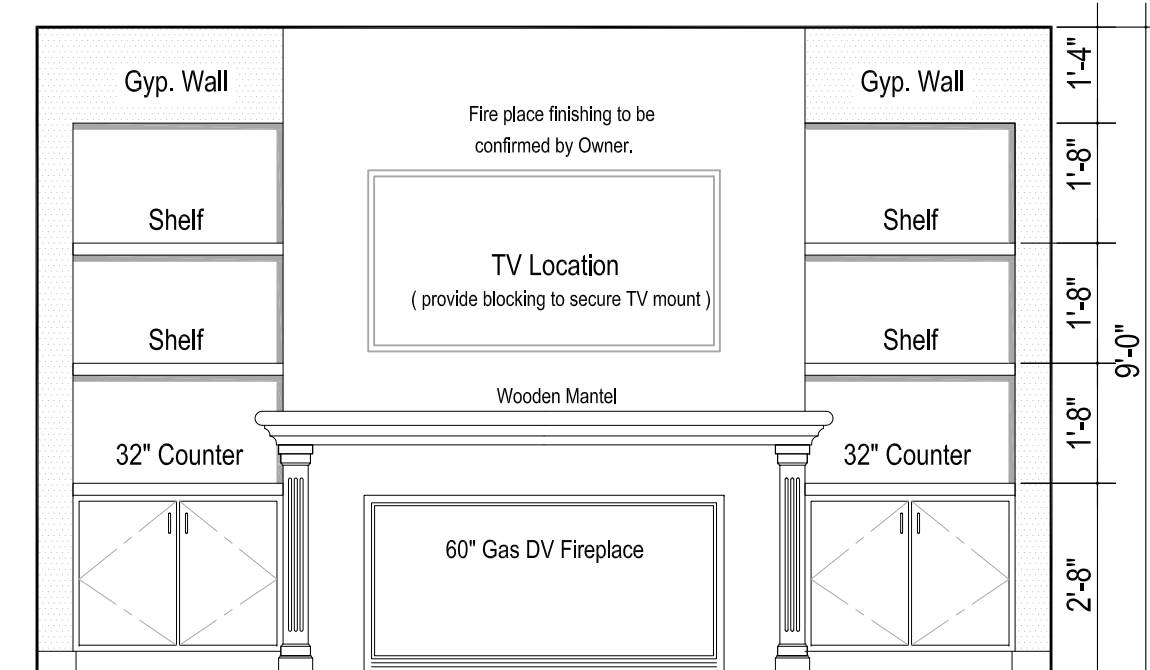 Gyp. Wall
Gyp. Wall
1'-4"
Fire place finishing to be
confirmed by Owner.
1'-8"
Shelf
Shelf
TV Location
( provide blocking to secure TV mount )
1'-8"
Shelf
Shelf
9'-0"
Wooden Mantel
1'-8"
32" Counter
32" Counter
60" Gas DV Fireplace
2'-8"